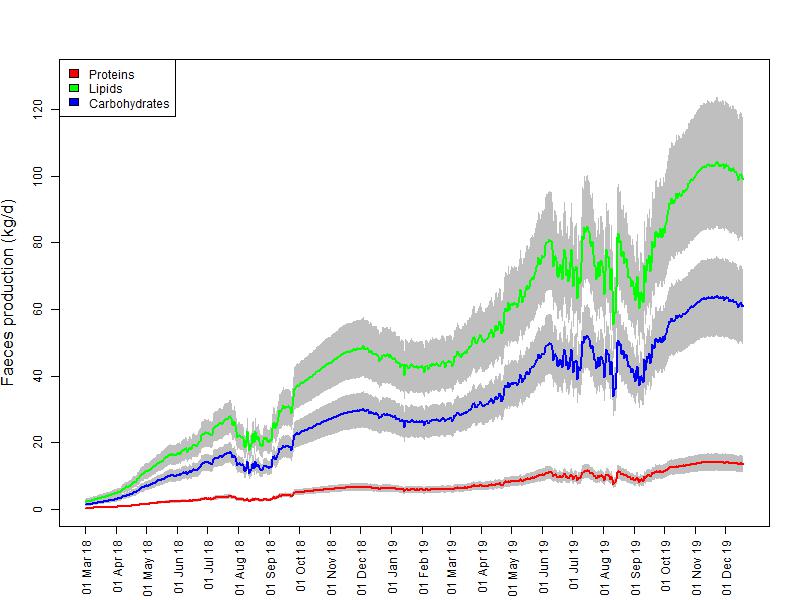 Proteins
Lipids
Carbohydrates
Faeces production (kg/d)
120
100
80
60
40
20
0
01 Mar 18
01 Apr 18
01 May 18
01 Jun 18
01 Jul 18
01 Aug 18
01 Sep 18
01 Oct 18
01 Nov 18
01 Dec 18
01 Jan 19
01 Feb 19
01 Mar 19
01 Apr 19
01 May 19
01 Jun 19
01 Jul 19
01 Aug 19
01 Sep 19
01 Oct 19
01 Nov 19
01 Dec 19